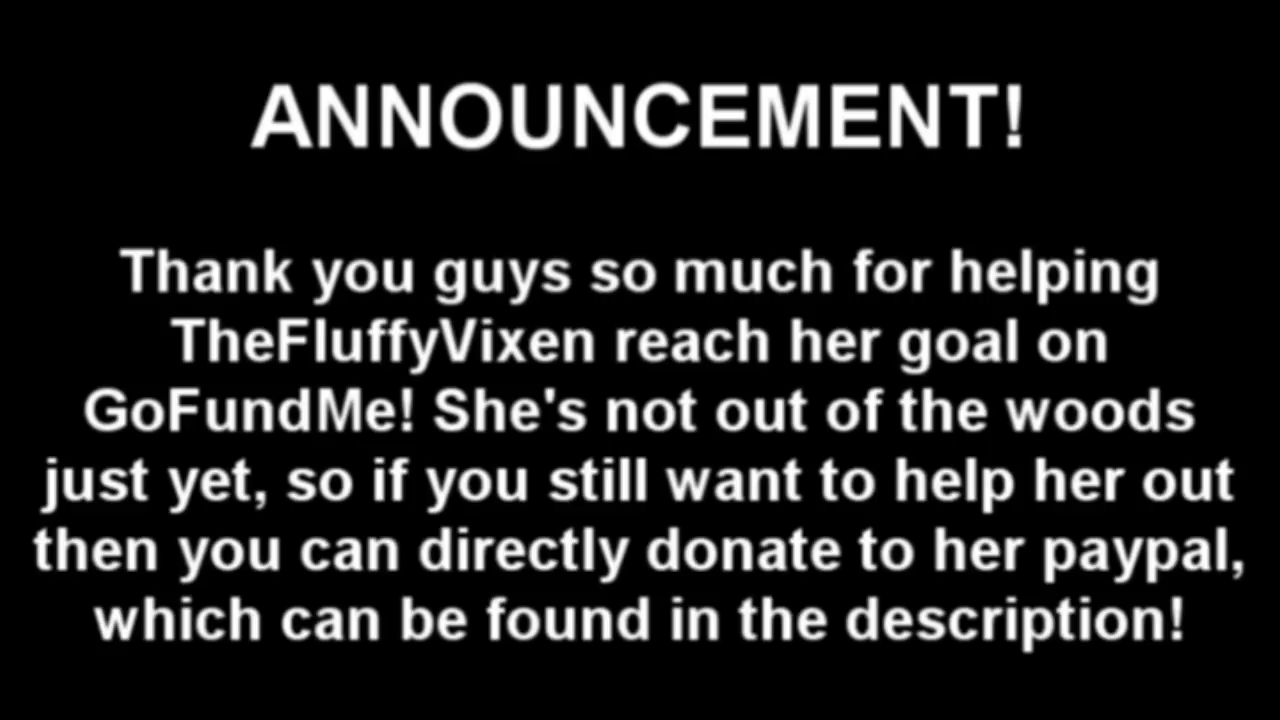 ANNOUNCEMENT!
Thank you guys so much for helping
TheFluffyVixen reach her goal on
GoFundMe! She's not out of the woods
just yet, so if you still want to help her out
then you can directly donate to her paypal,
which can be found in the description!